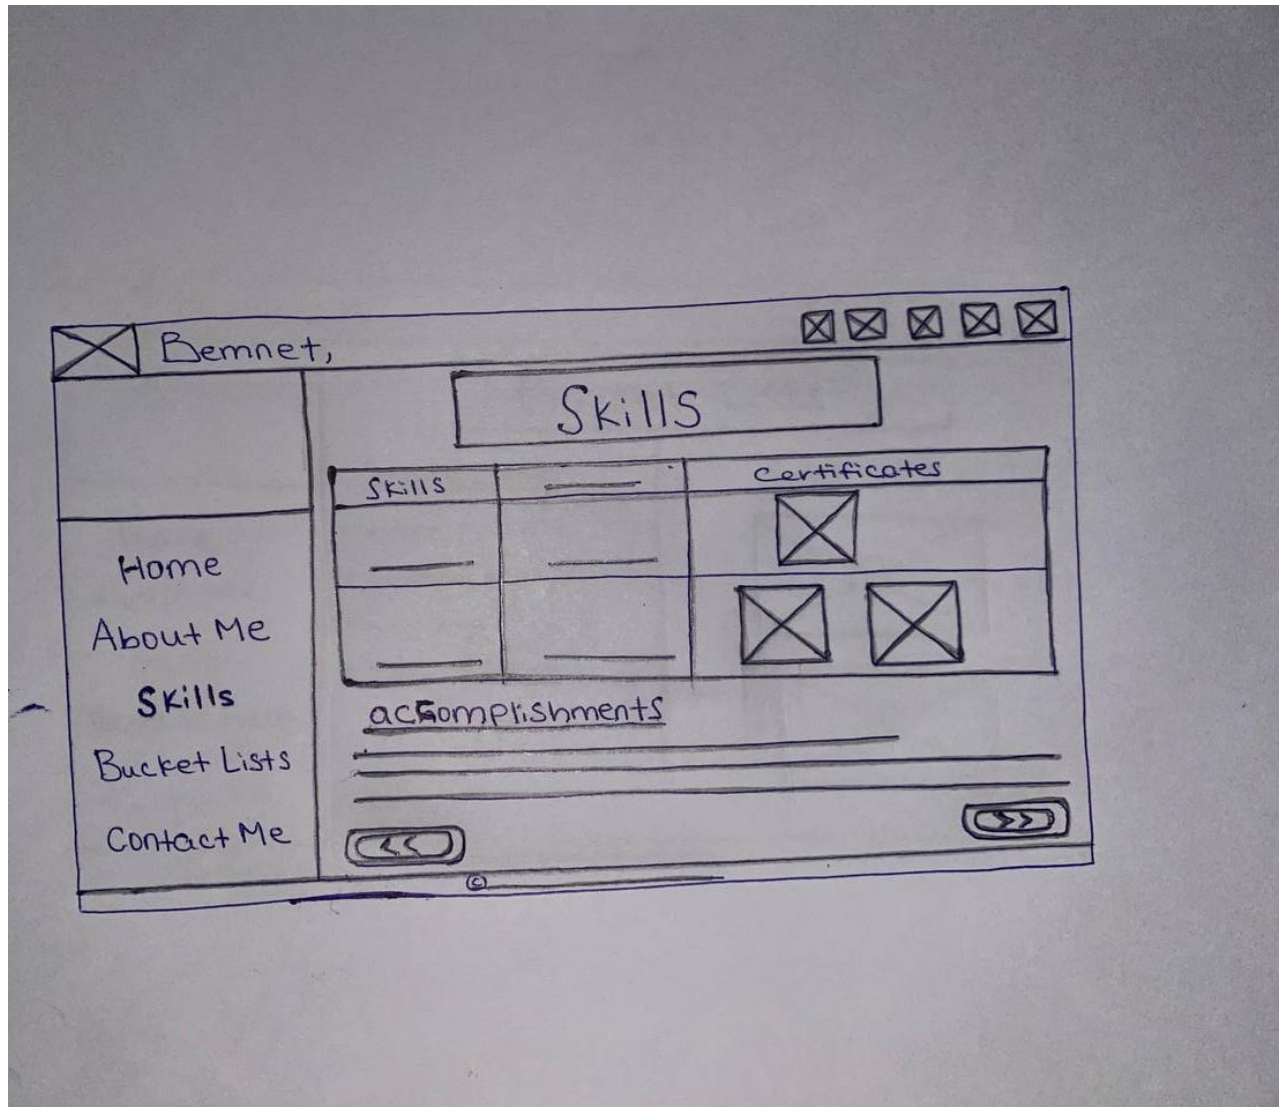 Bemnet,
Skills
Skills
Certificates
Home
About Me
Skills
Bucket Lists
Contact Me
accomplishments
<<
>>
©